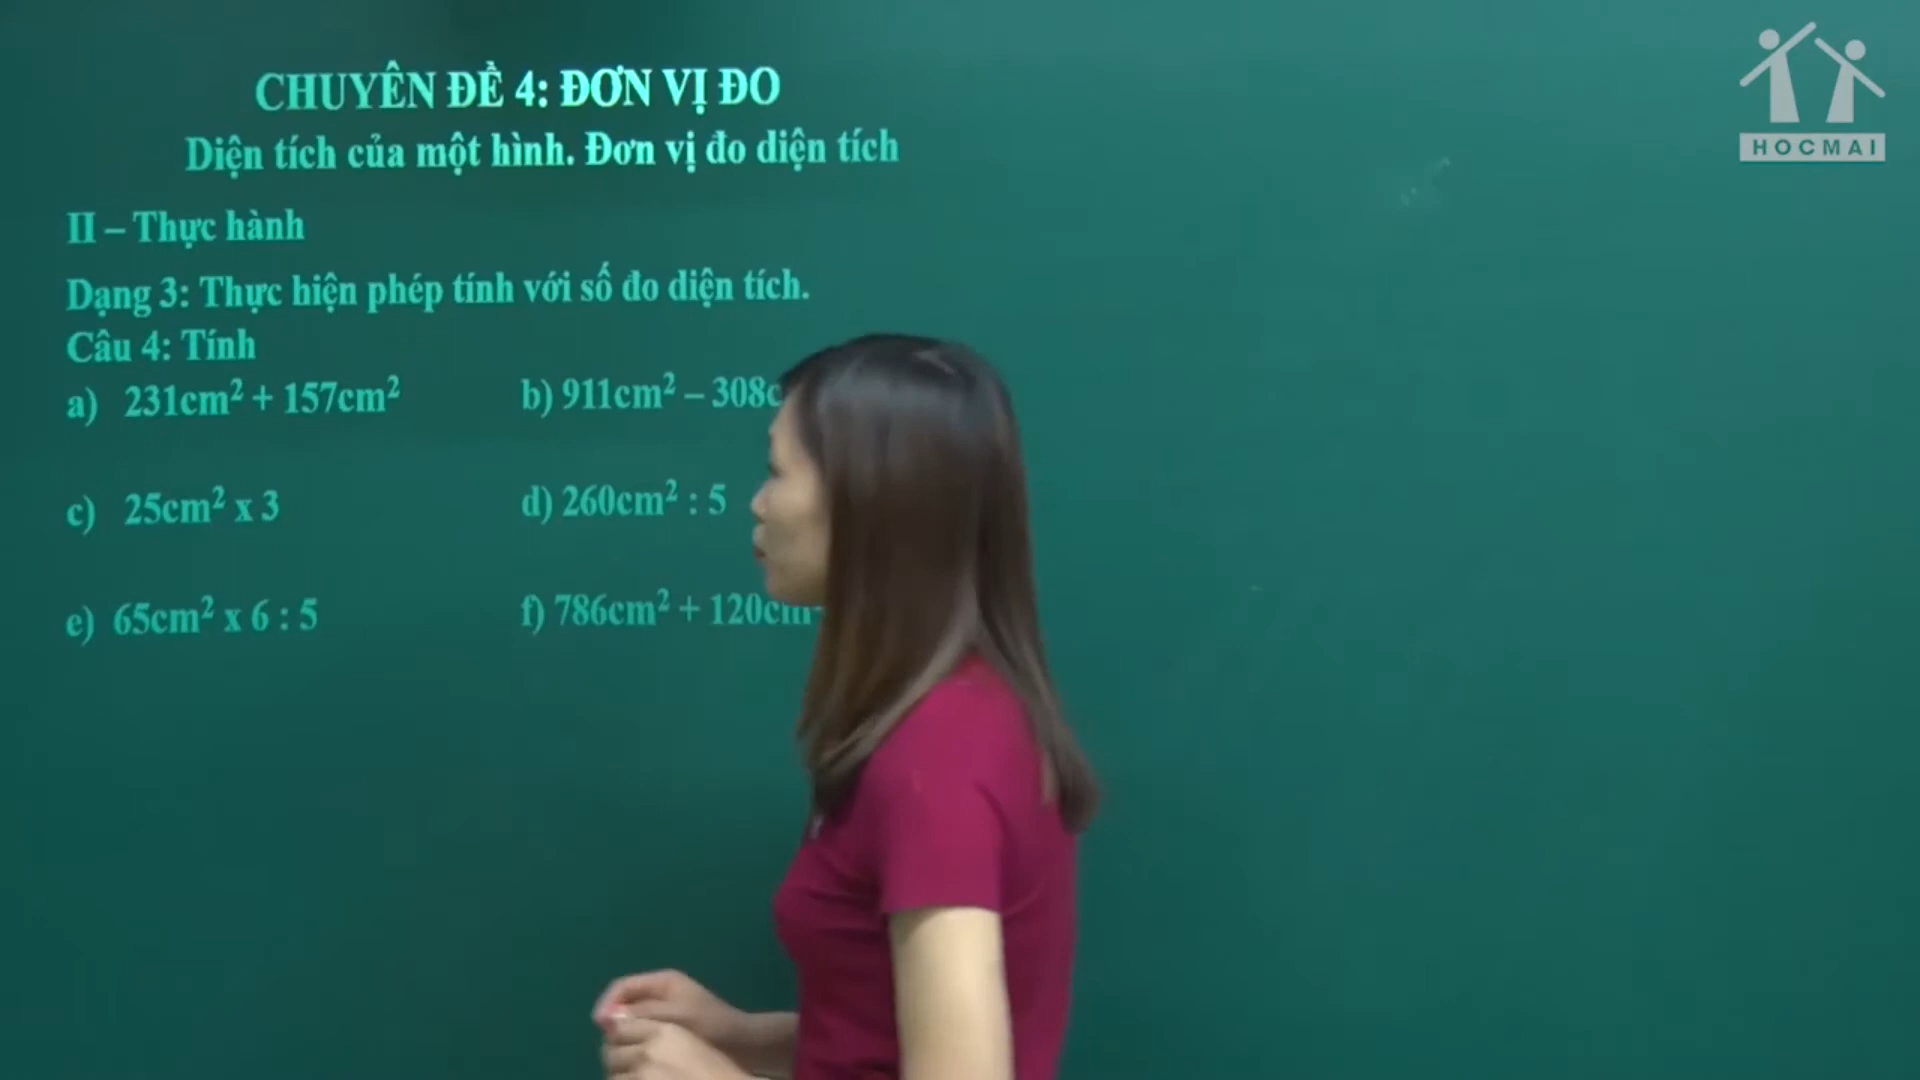 CHUYÊN ĐỀ 4: ĐƠN VỊ ĐO
HOCMAI
Diện tích của một hình. Đơn vị đo diện tích
II – Thực hành
Dạng 3: Thực hiện phép tính với số đo diện tích.
Câu 4: Tính
a) 231cm² + 157cm² b) 911cm² – 308c
c) 25cm² x 3 d) 260cm² : 5
e) 65cm² x 6 : 5 f) 786cm² + 120cm